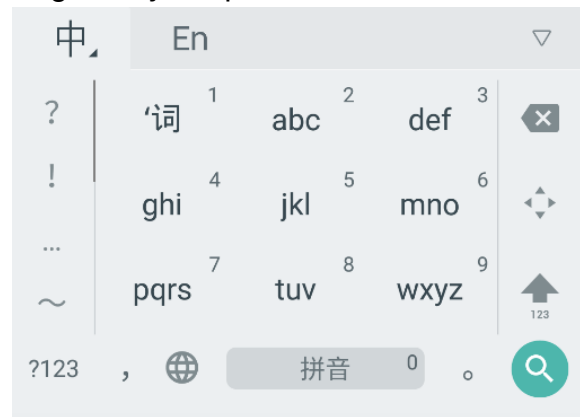 中 En
? '词 1 abc 2 def 3
! ghi 4 jkl 5 mno 6
... pqrs 7 tuv 8 wxyz 9
~ 123
?123 , 拼音 0 。